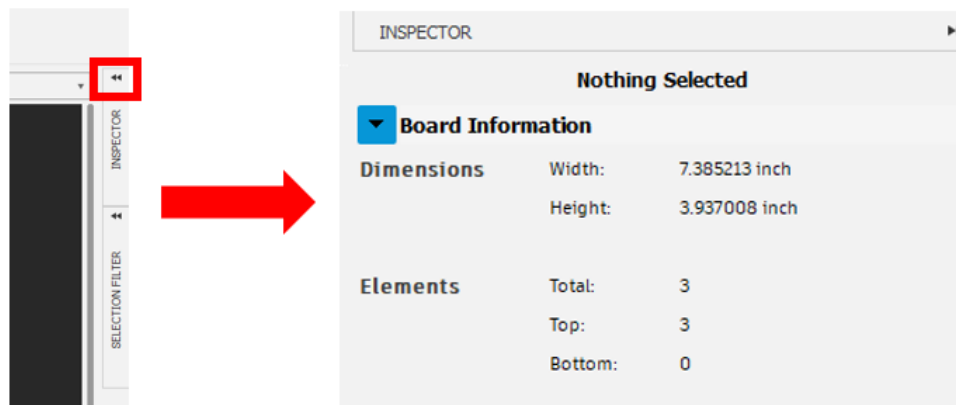 INSPECTOR
SELECTION FILTER
INSPECTOR
Nothing Selected
Board Information
Dimensions Width: 7.385213 inch
Height: 3.937008 inch
Elements Total: 3
Top: 3
Bottom: 0